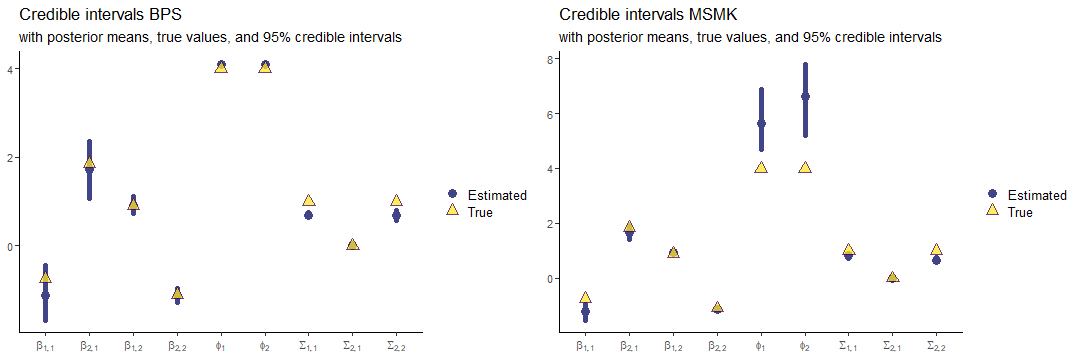 Credible intervals BPS
with posterior means, true values, and 95% credible intervals
4
2
0
β1, 1
β2, 1
β1, 2
β2, 2
ϕ1
ϕ2
Σ1, 1
Σ2, 1
Σ2, 2
Estimated
True
Credible intervals MSMK
with posterior means, true values, and 95% credible intervals
8
6
4
2
0
β1, 1
β2, 1
β1, 2
β2, 2
ϕ1
ϕ2
Σ1, 1
Σ2, 1
Σ2, 2
Estimated
True